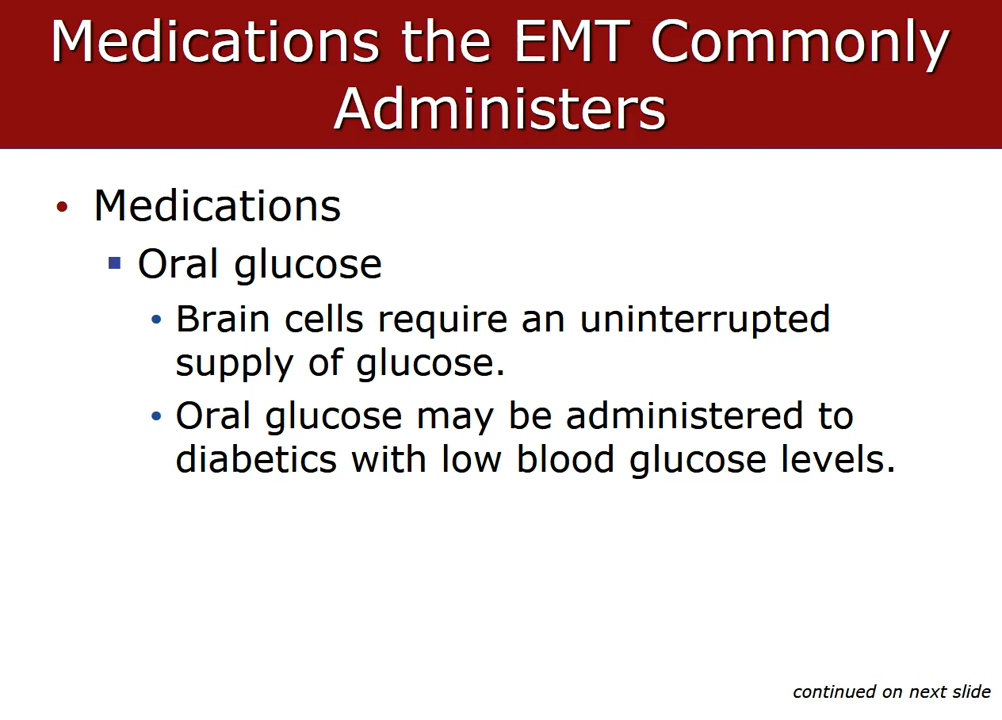 Medications the EMT Commonly
Administers
• Medications
▪ Oral glucose
• Brain cells require an uninterrupted
supply of glucose.
• Oral glucose may be administered to
diabetics with low blood glucose levels.
continued on next slide